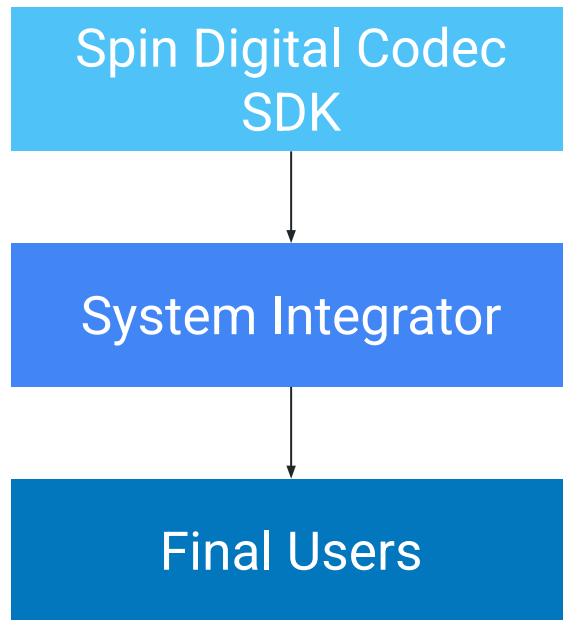 Spin Digital Codec
SDK
System Integrator
Final Users